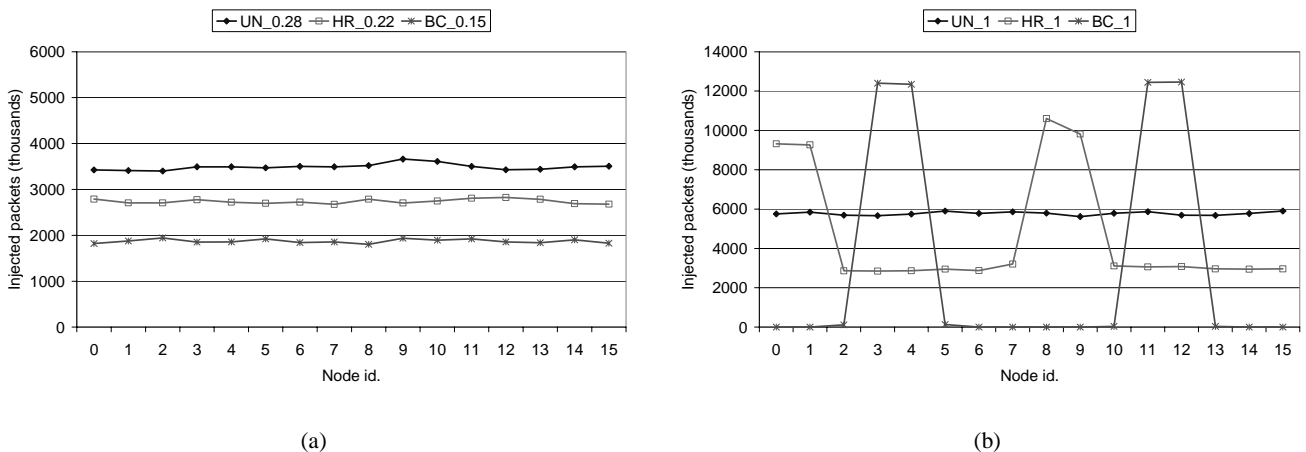 UN_0.28 HR_0.22 BC_0.15
Injected packets (thousands)
6000
5000
4000
3000
2000
1000
0
0 1 2 3 4 5 6 7 8 9 10 11 12 13 14 15
Node id.
(a)
UN_1 HR_1 BC_1
Injected packets (thousands)
14000
12000
10000
8000
6000
4000
2000
0
0 1 2 3 4 5 6 7 8 9 10 11 12 13 14 15
Node id.
(b)